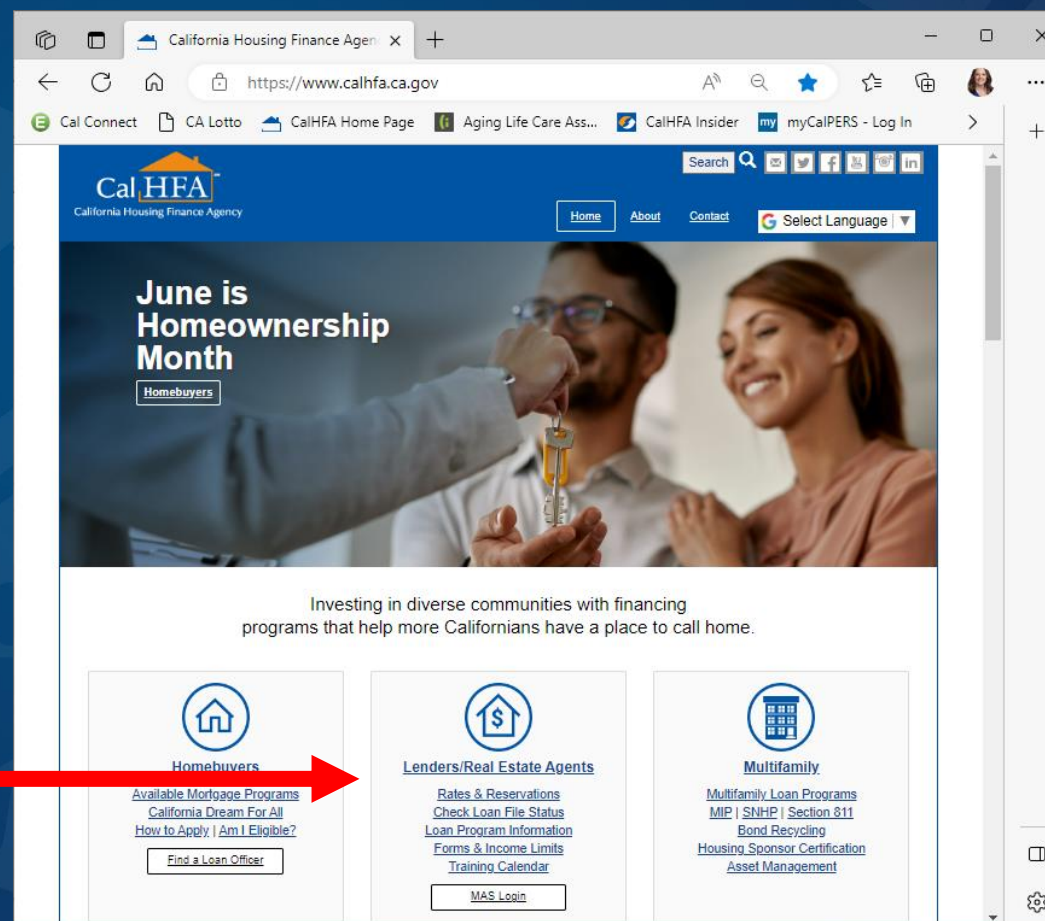 California Housing Finance Agen
https://www.calhfa.ca.gov
Cal Connect CA Lotto CalHFA Home Page Aging Life Care Ass... CalHFA Insider my myCalPERS - Log In
CalHFA
California Housing Finance Agency
Search
Home About Contact Select Language
June is
Homeownership
Month
Homebuyers
Investing in diverse communities with financing
programs that help more Californians have a place to call home.
Homebuyers
Available Mortgage Programs
California Dream For All
How to Apply | Am I Eligible?
Find a Loan Officer
Lenders/Real Estate Agents
Rates & Reservations
Check Loan File Status
Loan Program Information
Forms & Income Limits
Training Calendar
MAS Login
Multifamily
Multifamily Loan Programs
MIP | SNHP | Section 811
Bond Recycling
Housing Sponsor Certification
Asset Management